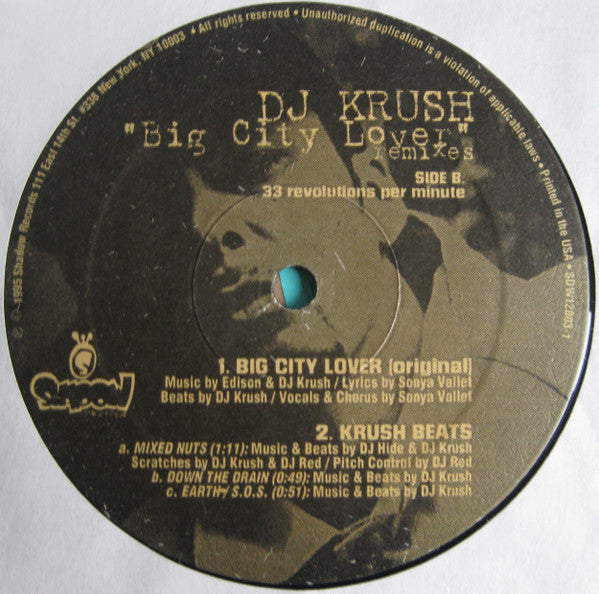 ℗ © 1995 Shadow Records 111 East 14th St. #338 New York, NY 10003 • All rights reserved • Unauthorized duplication is a violation of applicable laws • Printed in the USA • SDW12003-1
DJ KRUSH
"Big City Lover"
remixes
SIDE B.
33 revolutions per minute
1. BIG CITY LOVER (original)
Music by Edison & DJ Krush / Lyrics by Sonya Vallet
Beats by DJ Krush / Vocals & Chorus by Sonya Vallet
2. KRUSH BEATS
a. MIXED NUTS (1:11): Music & Beats by DJ Hide & DJ Krush
Scratches by DJ Krush & DJ Red / Pitch Control by DJ Red
b. DOWN THE DRAIN (0:49): Music & Beats by DJ Krush
c. EARTH~ S.O.S. (0:51): Music & Beats by DJ Krush